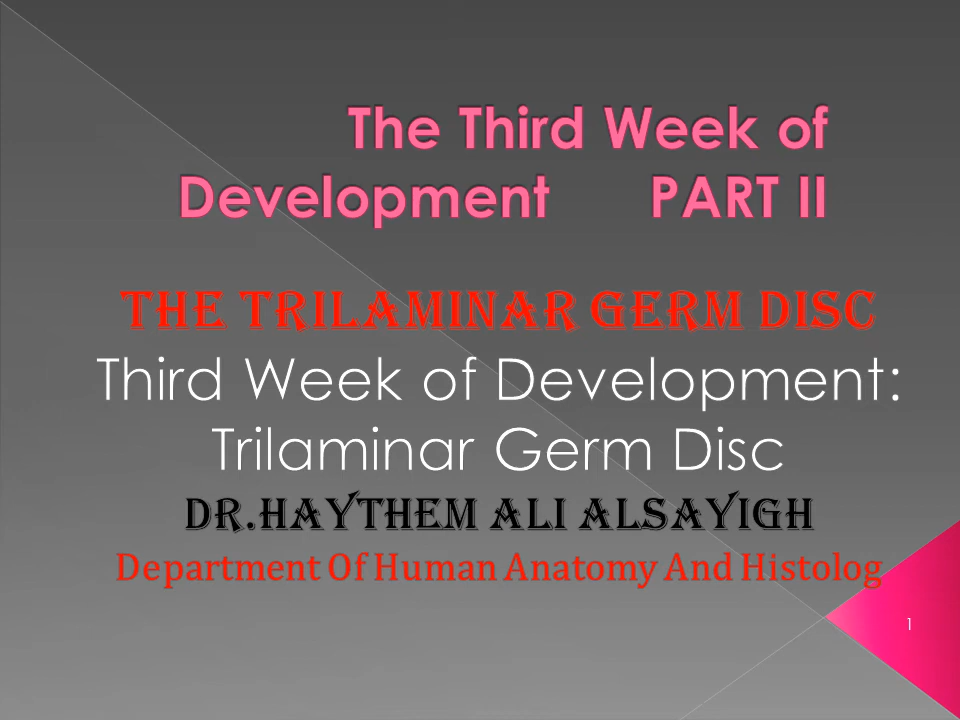 The Third Week of
Development PART II
THE TRILAMINAR GERM DISC
Third Week of Development:
Trilaminar Germ Disc
DR.HAYTHEM ALI ALSAYIGH
Department Of Human Anatomy And Histolog
1